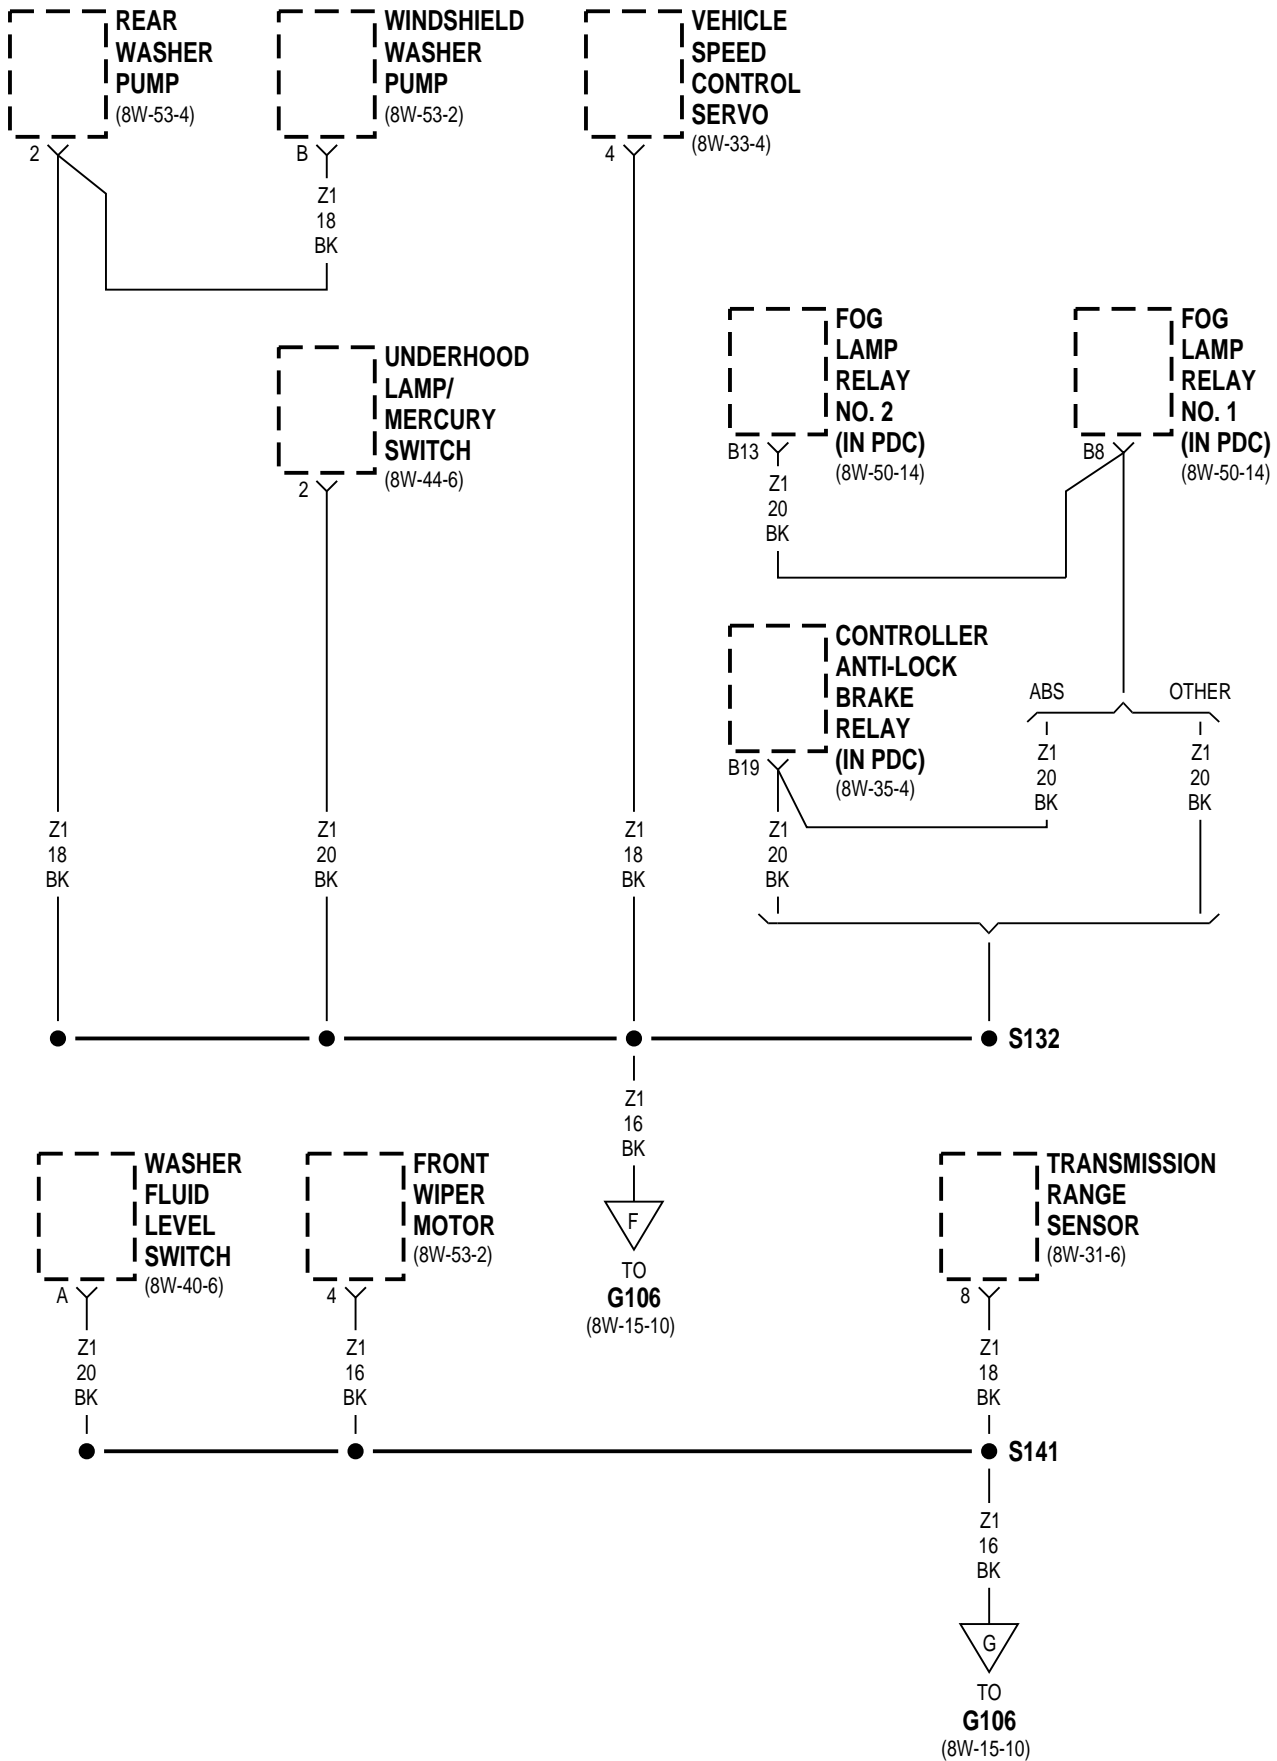 REAR
WASHER
PUMP
(8W-53-4)
2
WINDSHIELD
WASHER
PUMP
(8W-53-2)
B
Z1
18
BK
VEHICLE
SPEED
CONTROL
SERVO
(8W-33-4)
4
UNDERHOOD
LAMP/
MERCURY
SWITCH
(8W-44-6)
2
FOG
LAMP
RELAY
NO. 2
(IN PDC)
(8W-50-14)
B13
Z1
20
BK
FOG
LAMP
RELAY
NO. 1
(IN PDC)
(8W-50-14)
B8
CONTROLLER
ANTI-LOCK
BRAKE
RELAY
(IN PDC)
(8W-35-4)
B19
ABS
OTHER
Z1
20
BK
Z1
20
BK
Z1
18
BK
Z1
20
BK
Z1
18
BK
Z1
20
BK
S132
Z1
16
BK
F
TO
G106
(8W-15-10)
WASHER
FLUID
LEVEL
SWITCH
(8W-40-6)
A
Z1
20
BK
FRONT
WIPER
MOTOR
(8W-53-2)
4
Z1
16
BK
TRANSMISSION
RANGE
SENSOR
(8W-31-6)
8
Z1
18
BK
S141
Z1
16
BK
G
TO
G106
(8W-15-10)